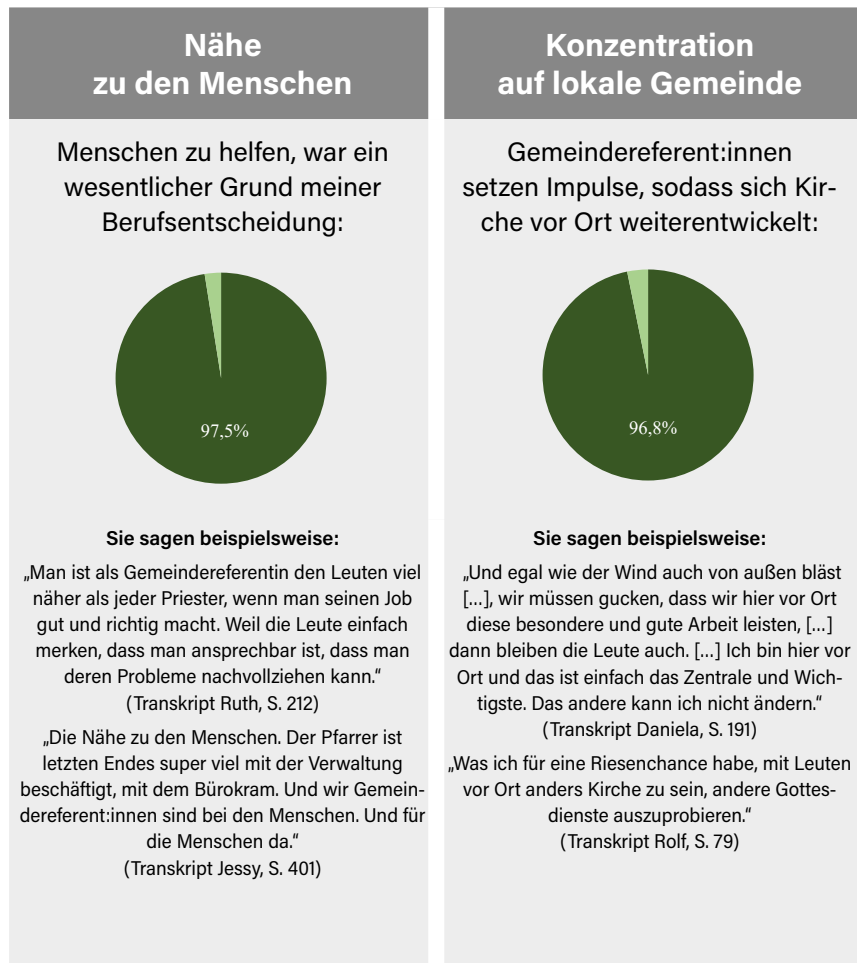 Nähe
zu den Menschen
Menschen zu helfen, war ein
wesentlicher Grund meiner
Berufsentscheidung:
97,5%
Sie sagen beispielsweise:
„Man ist als Gemeindereferentin den Leuten viel
näher als jeder Priester, wenn man seinen Job
gut und richtig macht. Weil die Leute einfach
merken, dass man ansprechbar ist, dass man
deren Probleme nachvollziehen kann.“
(Transkript Ruth, S. 212)
„Die Nähe zu den Menschen. Der Pfarrer ist
letzten Endes super viel mit der Verwaltung
beschäftigt, mit dem Bürokram. Und wir Gemein-
dereferent:innen sind bei den Menschen. Und für
die Menschen da.“
(Transkript Jessy, S. 401)
Konzentration
auf lokale Gemeinde
Gemeindereferent:innen
setzen Impulse, sodass sich Kir-
che vor Ort weiterentwickelt:
96,8%
Sie sagen beispielsweise:
„Und egal wie der Wind auch von außen bläst
[...], wir müssen gucken, dass wir hier vor Ort
diese besondere und gute Arbeit leisten, [...]
dann bleiben die Leute auch. [...] Ich bin hier vor
Ort und das ist einfach das Zentrale und Wich-
tigste. Das andere kann ich nicht ändern.“
(Transkript Daniela, S. 191)
„Was ich für eine Riesenchance habe, mit Leuten
vor Ort anders Kirche zu sein, andere Gottes-
dienste auszuprobieren.“
(Transkript Rolf, S. 79)